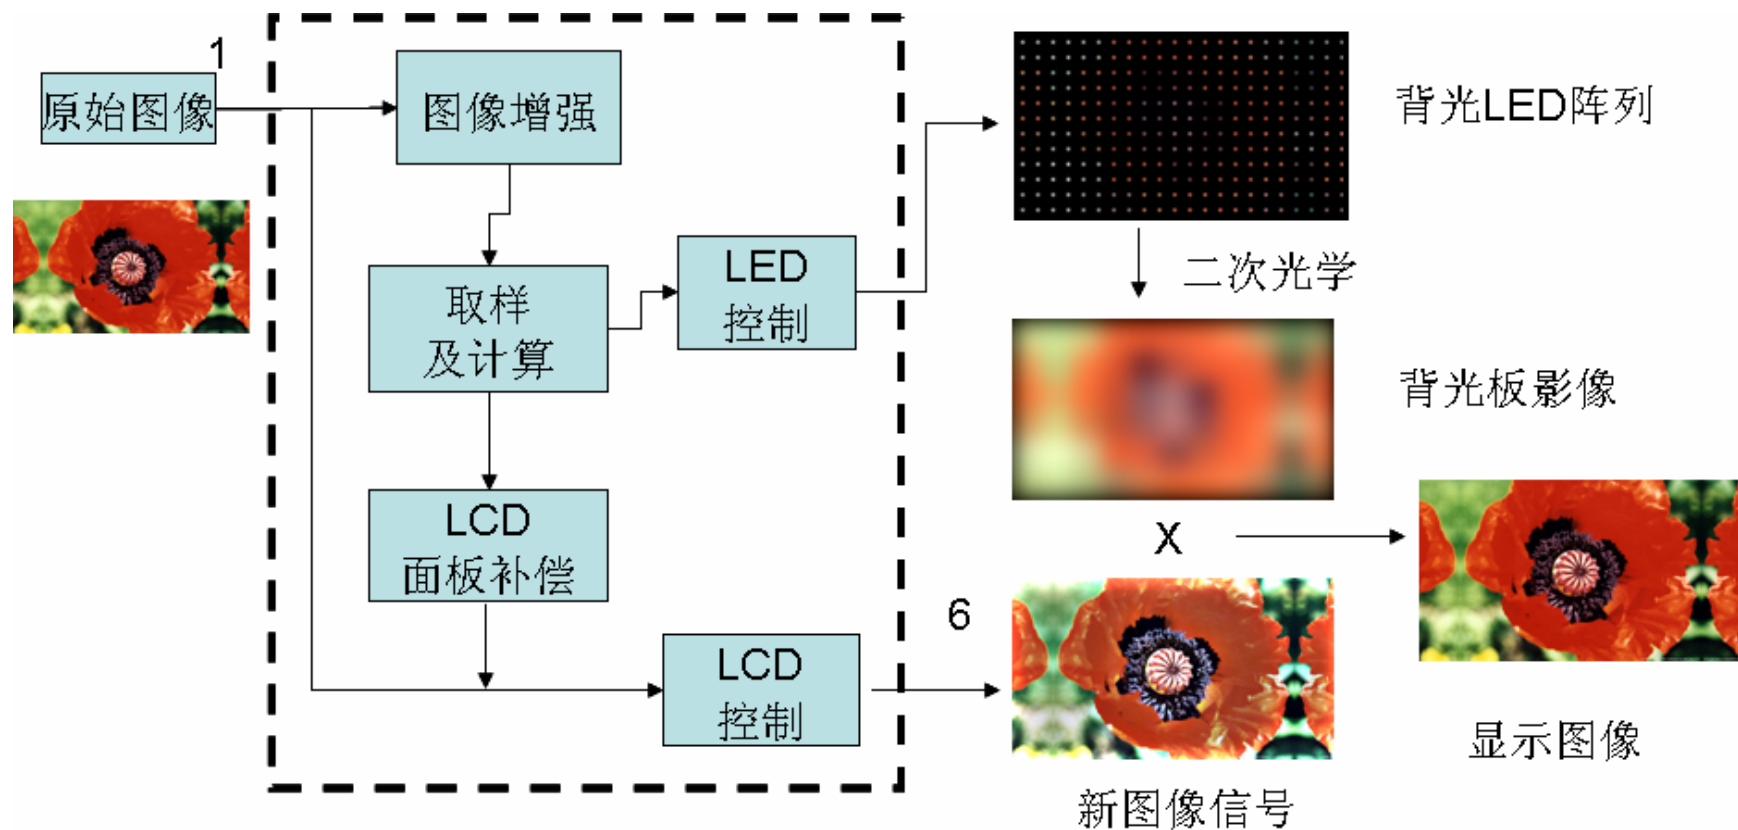 1
原始图像
图像增强
取样
及计算
LED
控制
LCD
面板补偿
LCD
控制
背光LED阵列
二次光学
背光板影像
X
6
新图像信号
显示图像